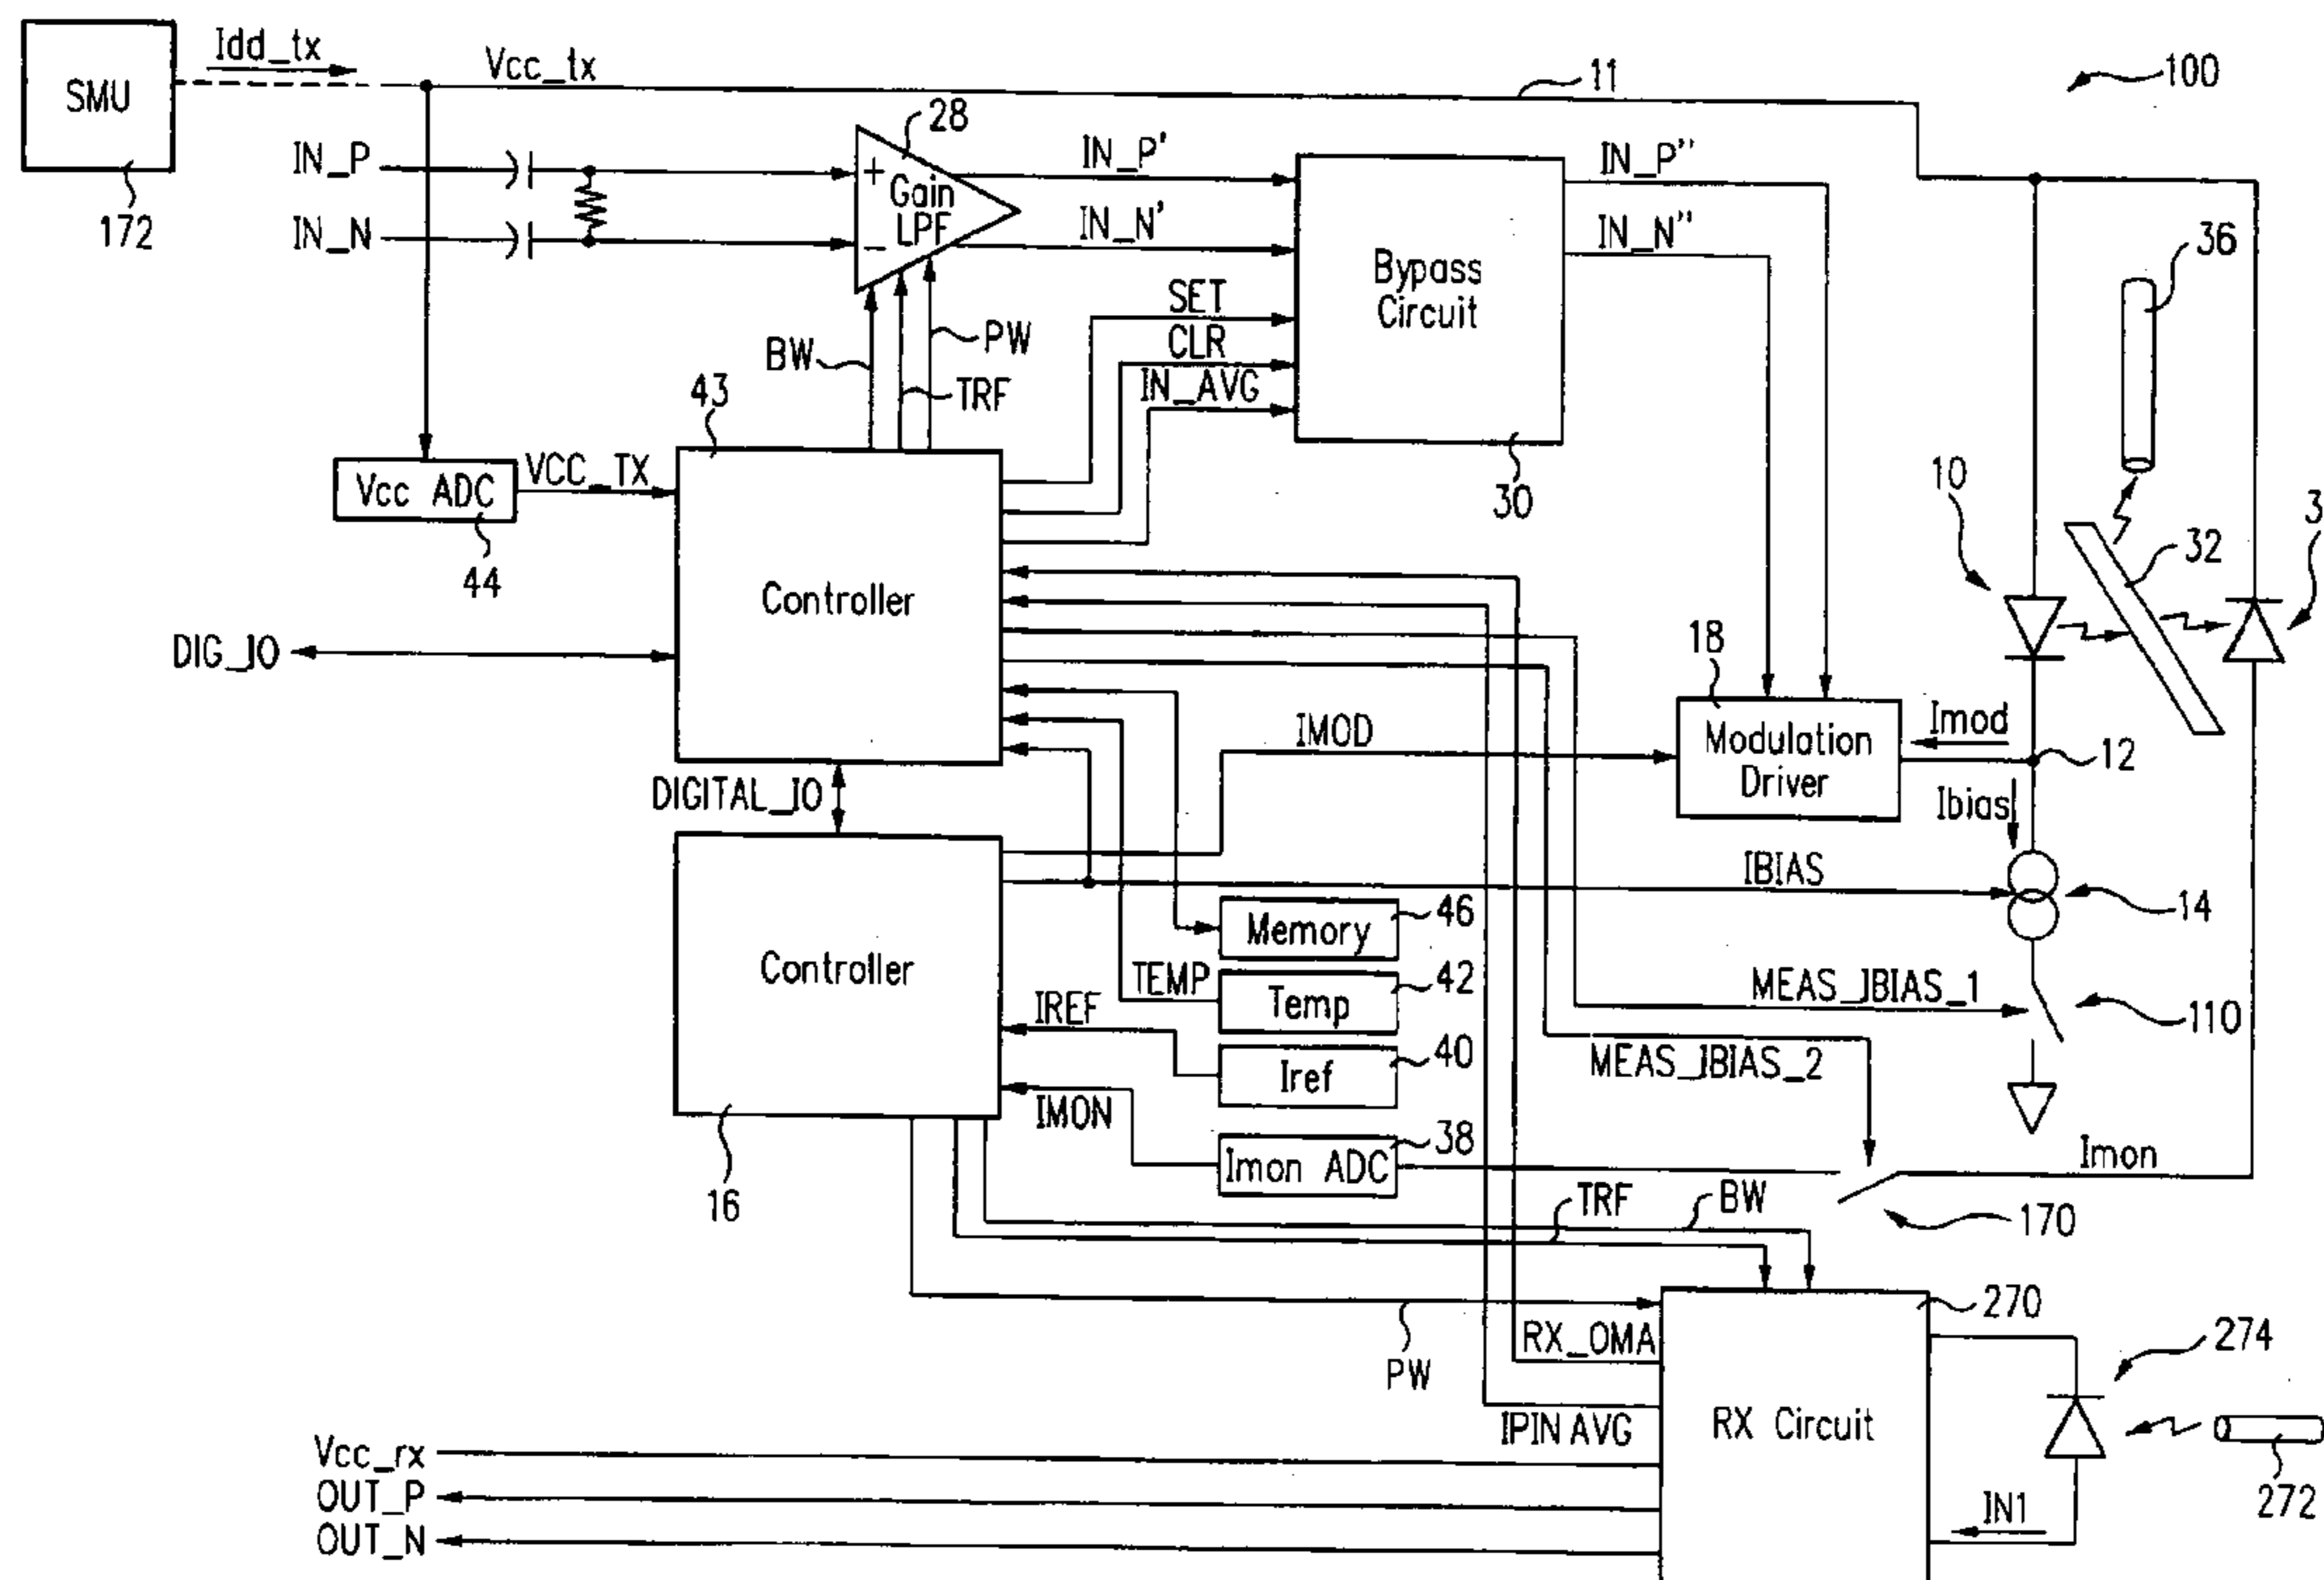 SMU
172
Idd_tx
Vcc_tx
11
100
IN_P
IN_N
28
+
Gain
LPF
−
IN_P'
IN_N'
SET
CLR
IN_AVG
Bypass
Circuit
30
IN_P"
IN_N"
36
BW
TRF
PW
43
Vcc ADC
44
VCC_TX
Controller
DIG_IO
10
32
3
18
Modulation
Driver
Imod
12
Ibias
IMOD
DIGITAL_IO
Controller
16
IBIAS
14
Memory
46
TEMP
Temp
42
IREF
Iref
40
IMON
Imon ADC
38
MEAS_IBIAS_1
110
MEAS_IBIAS_2
Imon
170
TRF
BW
PW
270
RX_OMA
IPIN AVG
RX Circuit
274
272
IN1
Vcc_rx
OUT_P
OUT_N